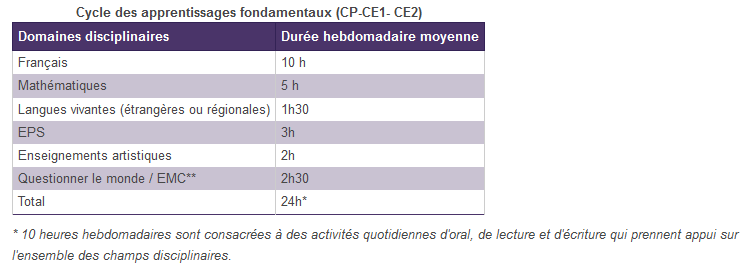 Cycle des apprentissages fondamentaux (CP-CE1- CE2)
Domaines disciplinaires Durée hebdomadaire moyenne
Français 10 h
Mathématiques 5 h
Langues vivantes (étrangères ou régionales) 1h30
EPS 3h
Enseignements artistiques 2h
Questionner le monde / EMC** 2h30
Total 24h*
* 10 heures hebdomadaires sont consacrées à des activités quotidiennes d'oral, de lecture et d'écriture qui prennent appui sur
l'ensemble des champs disciplinaires.